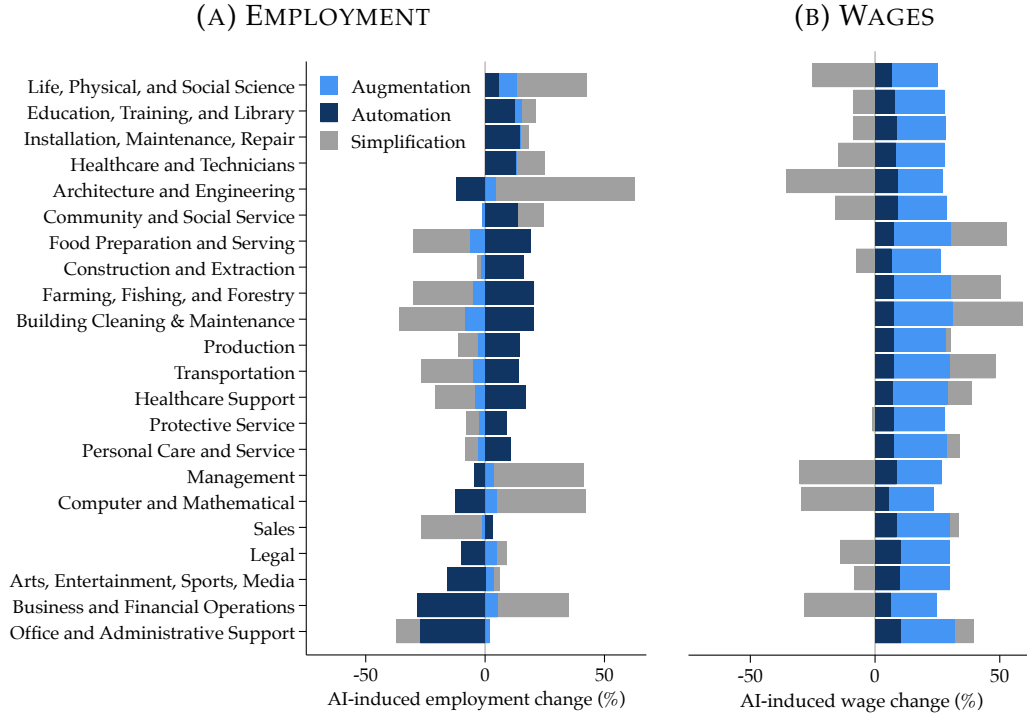 (A) EMPLOYMENT
(B) WAGES
Augmentation
Automation
Simplification
Life, Physical, and Social Science
Education, Training, and Library
Installation, Maintenance, Repair
Healthcare and Technicians
Architecture and Engineering
Community and Social Service
Food Preparation and Serving
Construction and Extraction
Farming, Fishing, and Forestry
Building Cleaning & Maintenance
Production
Transportation
Healthcare Support
Protective Service
Personal Care and Service
Management
Computer and Mathematical
Sales
Legal
Arts, Entertainment, Sports, Media
Business and Financial Operations
Office and Administrative Support
-50 0 50
AI-induced employment change (%)
-50 0 50
AI-induced wage change (%)